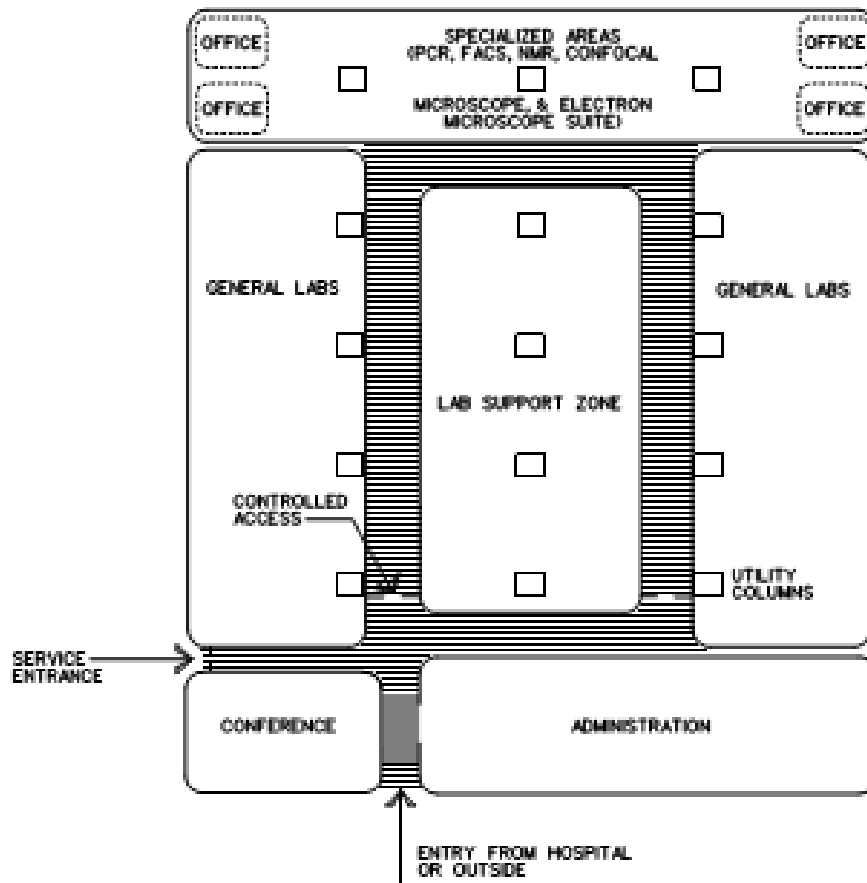 OFFICE
SPECIALIZED AREAS
(PCR, FACS, NMR, CONFOCAL
OFFICE
OFFICE
MICROSCOPE, & ELECTRON
MICROSCOPE SUITE)
OFFICE
GENERAL LABS
GENERAL LABS
LAB SUPPORT ZONE
CONTROLLED
ACCESS
UTILITY
COLUMNS
SERVICE
ENTRANCE
CONFERENCE
ADMINISTRATION
ENTRY FROM HOSPITAL
OR OUTSIDE